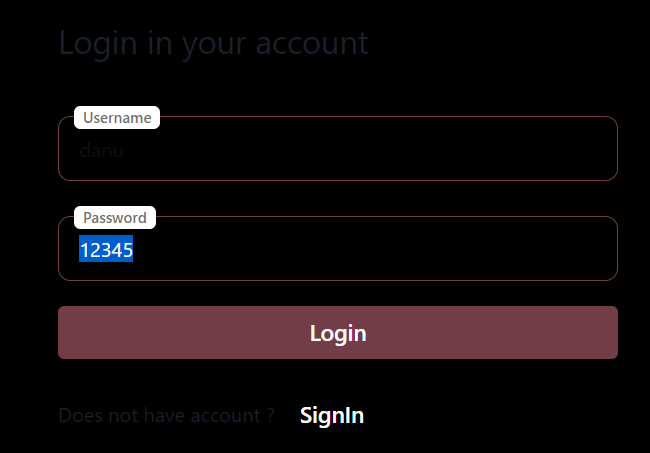 Login in your account
Username
danu
Password
12345
Login
Does not have account ? SignIn